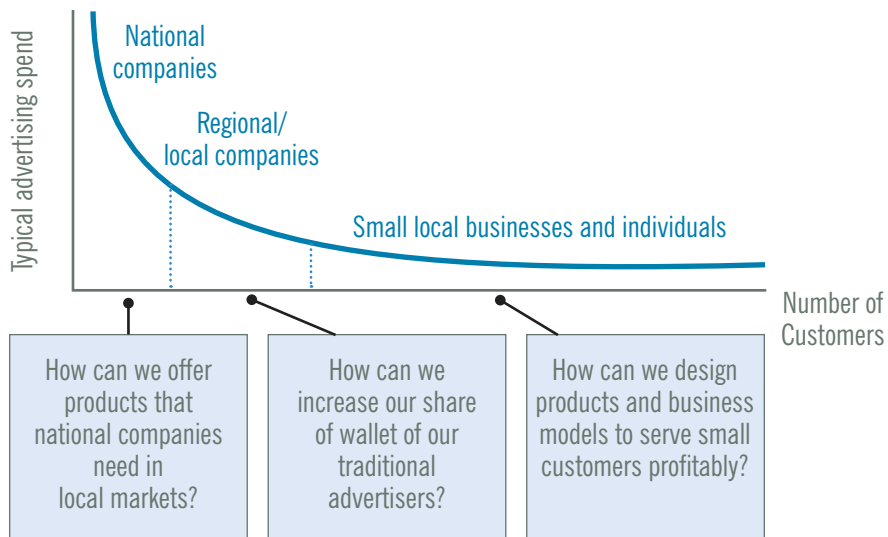 Typical advertising spend
National
companies
Regional/
local companies
Small local businesses and individuals
Number of
Customers
How can we offer
products that
national companies
need in
local markets?
How can we
increase our share
of wallet of our
traditional
advertisers?
How can we design
products and business
models to serve small
customers profitably?